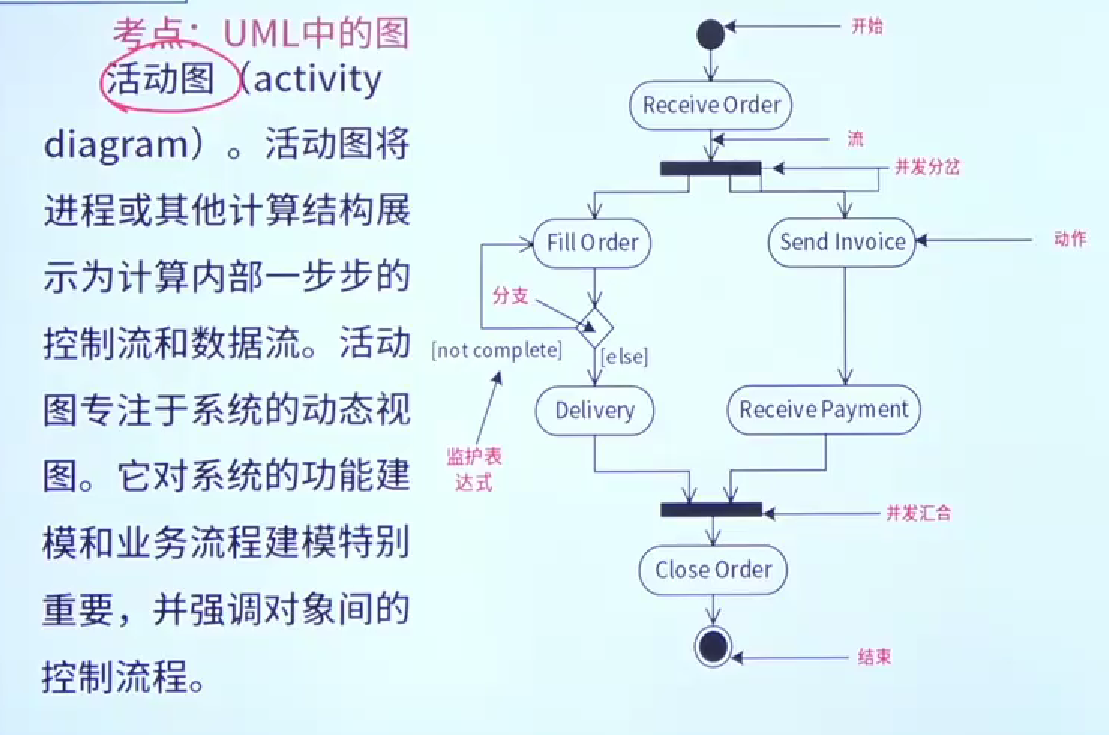 考点：UML中的图
活动图（activity
diagram）。活动图将
进程或其他计算结构展
示为计算内部一步步的
控制流和数据流。活动
图专注于系统的动态视
图。它对系统的功能建
模和业务流程建模特别
重要，并强调对象间的
控制流程。
开始
Receive Order
流
并发分岔
Fill Order
Send Invoice
动作
分支
[not complete]
[else]
Delivery
Receive Payment
监护表
达式
并发汇合
Close Order
结束